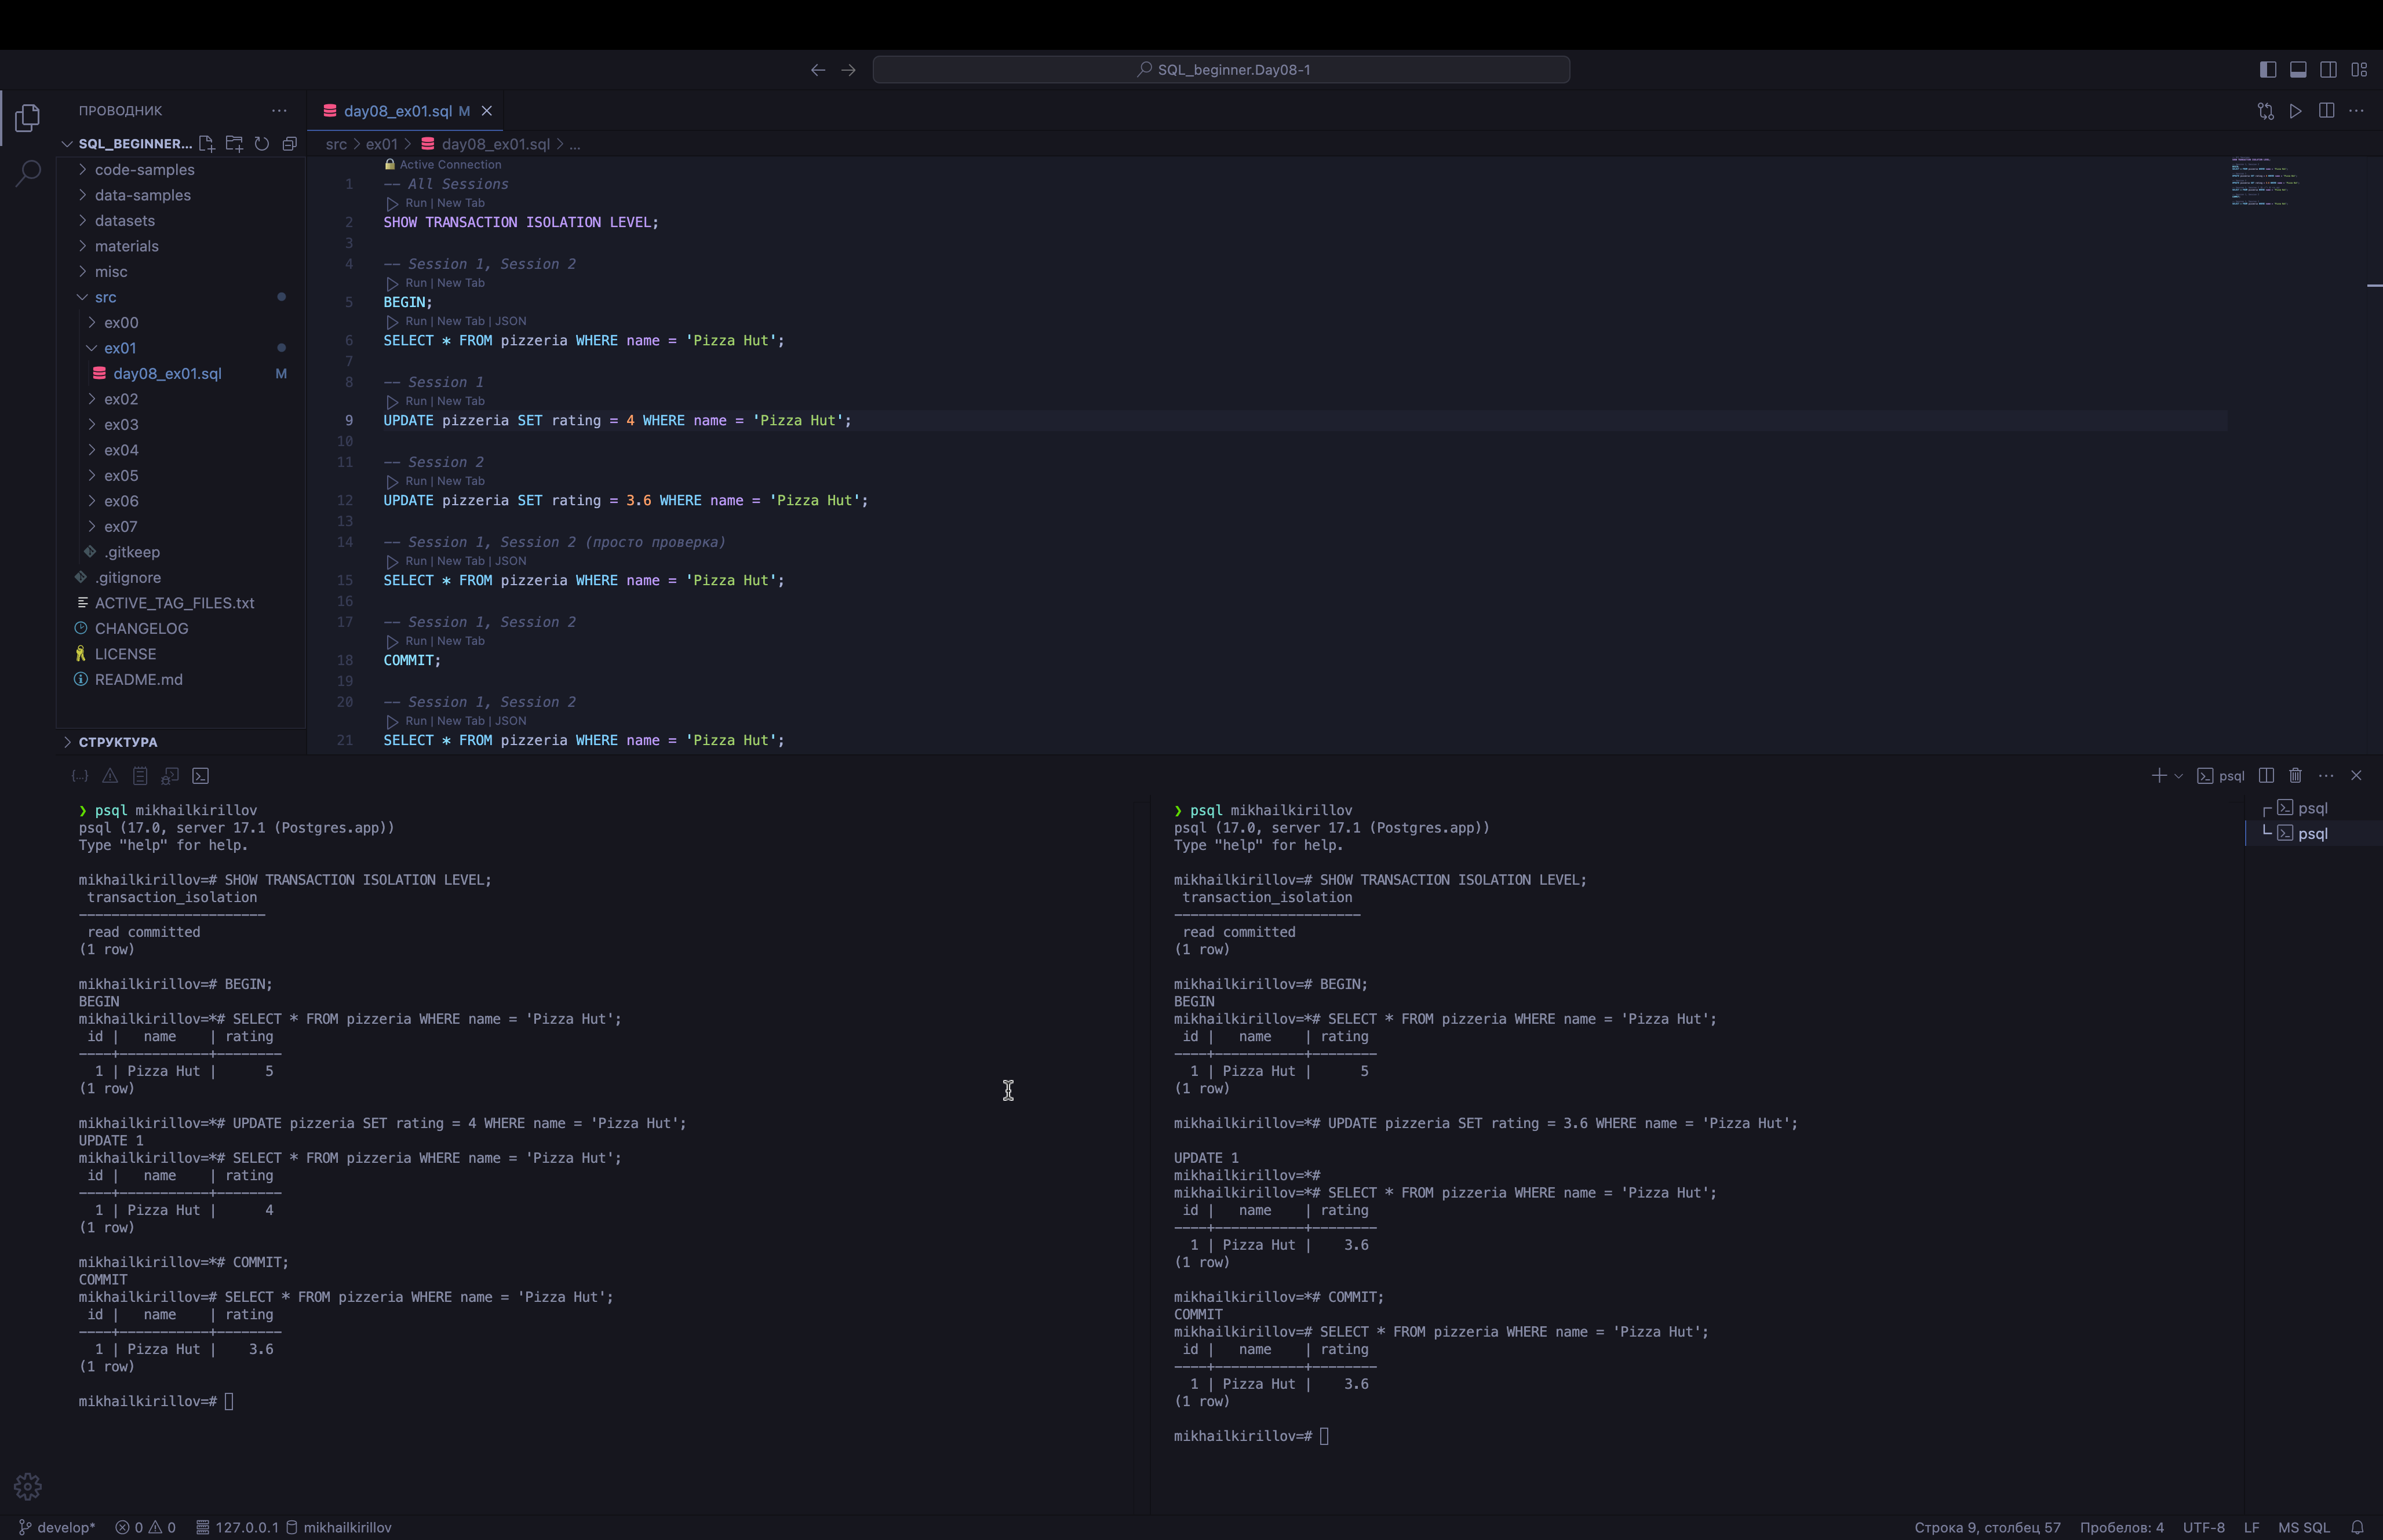 SQL_beginner.Day08-1
ПРОВОДНИК
SQL_BEGINNER...
code-samples
data-samples
datasets
materials
misc
src
ex00
ex01
day08_ex01.sql M
ex02
ex03
ex04
ex05
ex06
ex07
.gitkeep
.gitignore
ACTIVE_TAG_FILES.txt
CHANGELOG
LICENSE
README.md
СТРУКТУРА
day08_ex01.sql M
src > ex01 > day08_ex01.sql > ...
Active Connection
1 -- All Sessions
Run | New Tab
2 SHOW TRANSACTION ISOLATION LEVEL;
3
4 -- Session 1, Session 2
Run | New Tab
5 BEGIN;
Run | New Tab | JSON
6 SELECT * FROM pizzeria WHERE name = 'Pizza Hut';
7
8 -- Session 1
Run | New Tab
9 UPDATE pizzeria SET rating = 4 WHERE name = 'Pizza Hut';
10
11 -- Session 2
Run | New Tab
12 UPDATE pizzeria SET rating = 3.6 WHERE name = 'Pizza Hut';
13
14 -- Session 1, Session 2 (просто проверка)
Run | New Tab | JSON
15 SELECT * FROM pizzeria WHERE name = 'Pizza Hut';
16
17 -- Session 1, Session 2
Run | New Tab
18 COMMIT;
19
20 -- Session 1, Session 2
Run | New Tab | JSON
21 SELECT * FROM pizzeria WHERE name = 'Pizza Hut';
psql
❯ psql mikhailkirillov
psql (17.0, server 17.1 (Postgres.app))
Type "help" for help.
mikhailkirillov=# SHOW TRANSACTION ISOLATION LEVEL;
transaction_isolation
-----------------------
read committed
(1 row)
mikhailkirillov=# BEGIN;
BEGIN
mikhailkirillov=*# SELECT * FROM pizzeria WHERE name = 'Pizza Hut';
id | name | rating
----+-----------+--------
1 | Pizza Hut | 5
(1 row)
mikhailkirillov=*# UPDATE pizzeria SET rating = 4 WHERE name = 'Pizza Hut';
UPDATE 1
mikhailkirillov=*# SELECT * FROM pizzeria WHERE name = 'Pizza Hut';
id | name | rating
----+-----------+--------
1 | Pizza Hut | 4
(1 row)
mikhailkirillov=*# COMMIT;
COMMIT
mikhailkirillov=# SELECT * FROM pizzeria WHERE name = 'Pizza Hut';
id | name | rating
----+-----------+--------
1 | Pizza Hut | 3.6
(1 row)
mikhailkirillov=#
❯ psql mikhailkirillov
psql (17.0, server 17.1 (Postgres.app))
Type "help" for help.
mikhailkirillov=# SHOW TRANSACTION ISOLATION LEVEL;
transaction_isolation
-----------------------
read committed
(1 row)
mikhailkirillov=# BEGIN;
BEGIN
mikhailkirillov=*# SELECT * FROM pizzeria WHERE name = 'Pizza Hut';
id | name | rating
----+-----------+--------
1 | Pizza Hut | 5
(1 row)
mikhailkirillov=*# UPDATE pizzeria SET rating = 3.6 WHERE name = 'Pizza Hut';
UPDATE 1
mikhailkirillov=*#
mikhailkirillov=*# SELECT * FROM pizzeria WHERE name = 'Pizza Hut';
id | name | rating
----+-----------+--------
1 | Pizza Hut | 3.6
(1 row)
mikhailkirillov=*# COMMIT;
COMMIT
mikhailkirillov=# SELECT * FROM pizzeria WHERE name = 'Pizza Hut';
id | name | rating
----+-----------+--------
1 | Pizza Hut | 3.6
(1 row)
mikhailkirillov=#
psql
psql
develop* 0 0 127.0.0.1 mikhailkirillov
Строка 9, столбец 57 Пробелов: 4 UTF-8 LF MS SQL